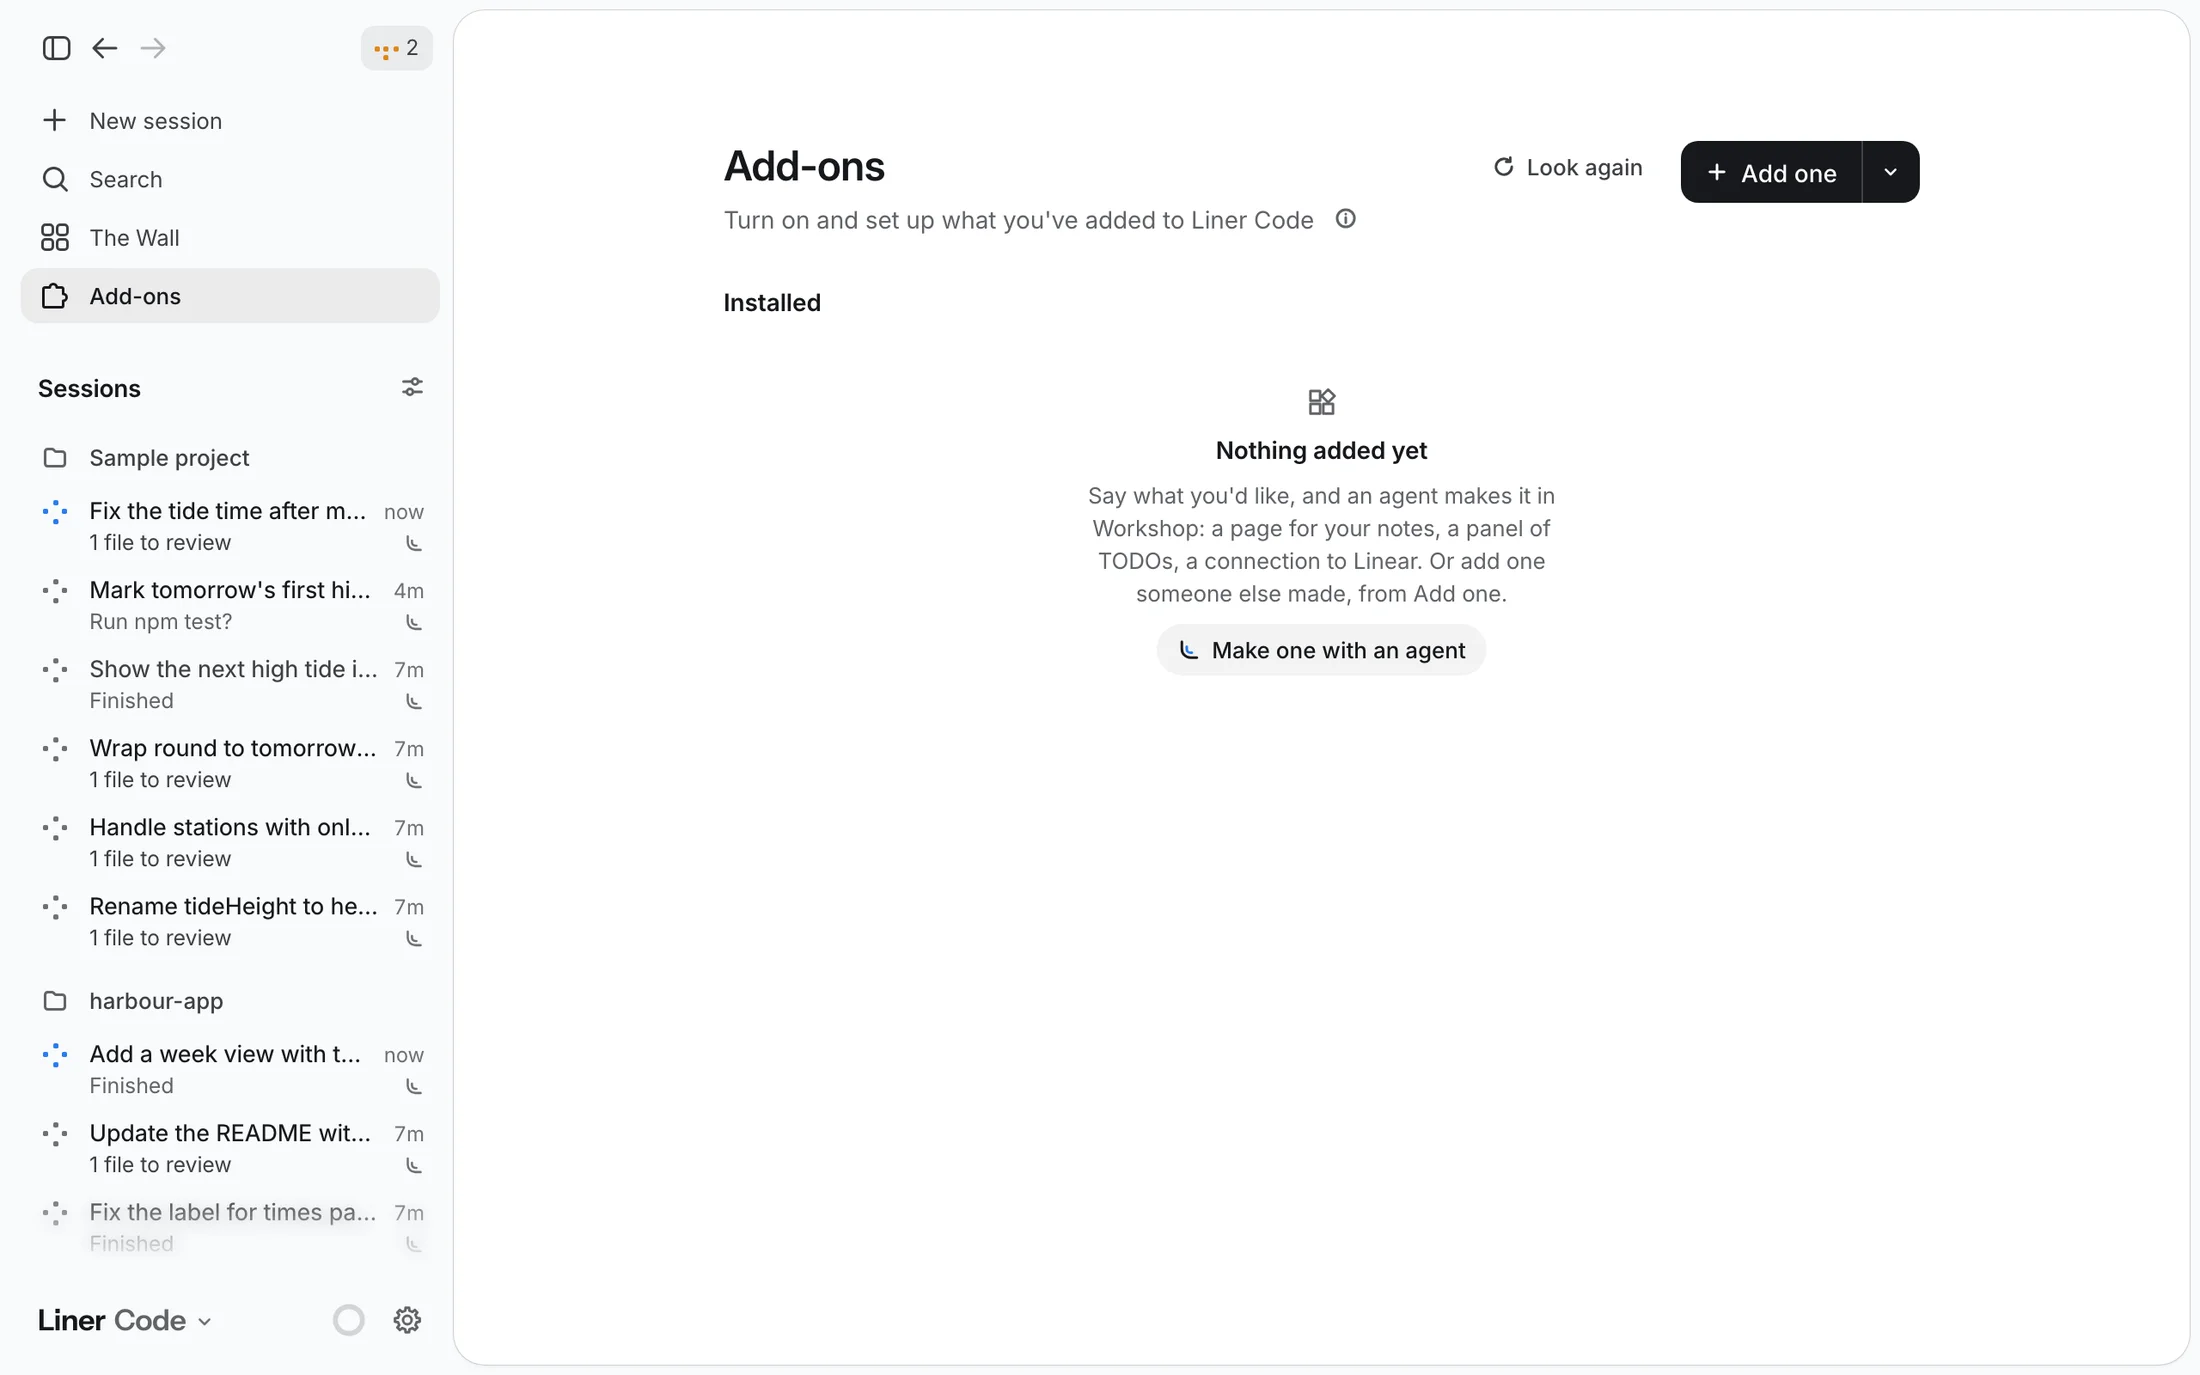 2
New session
Search
The Wall
Add-ons
Sessions
Sample project
Fix the tide time after m... now
1 file to review
Mark tomorrow's first hi... 4m
Run npm test?
Show the next high tide i... 7m
Finished
Wrap round to tomorrow... 7m
1 file to review
Handle stations with onl... 7m
1 file to review
Rename tideHeight to he... 7m
1 file to review
harbour-app
Add a week view with t... now
Finished
Update the README wit... 7m
1 file to review
Fix the label for times pa... 7m
Finished
Liner Code
Add-ons
Look again
Add one
Turn on and set up what you've added to Liner Code
Installed
Nothing added yet
Say what you'd like, and an agent makes it in
Workshop: a page for your notes, a panel of
TODOs, a connection to Linear. Or add one
someone else made, from Add one.
Make one with an agent